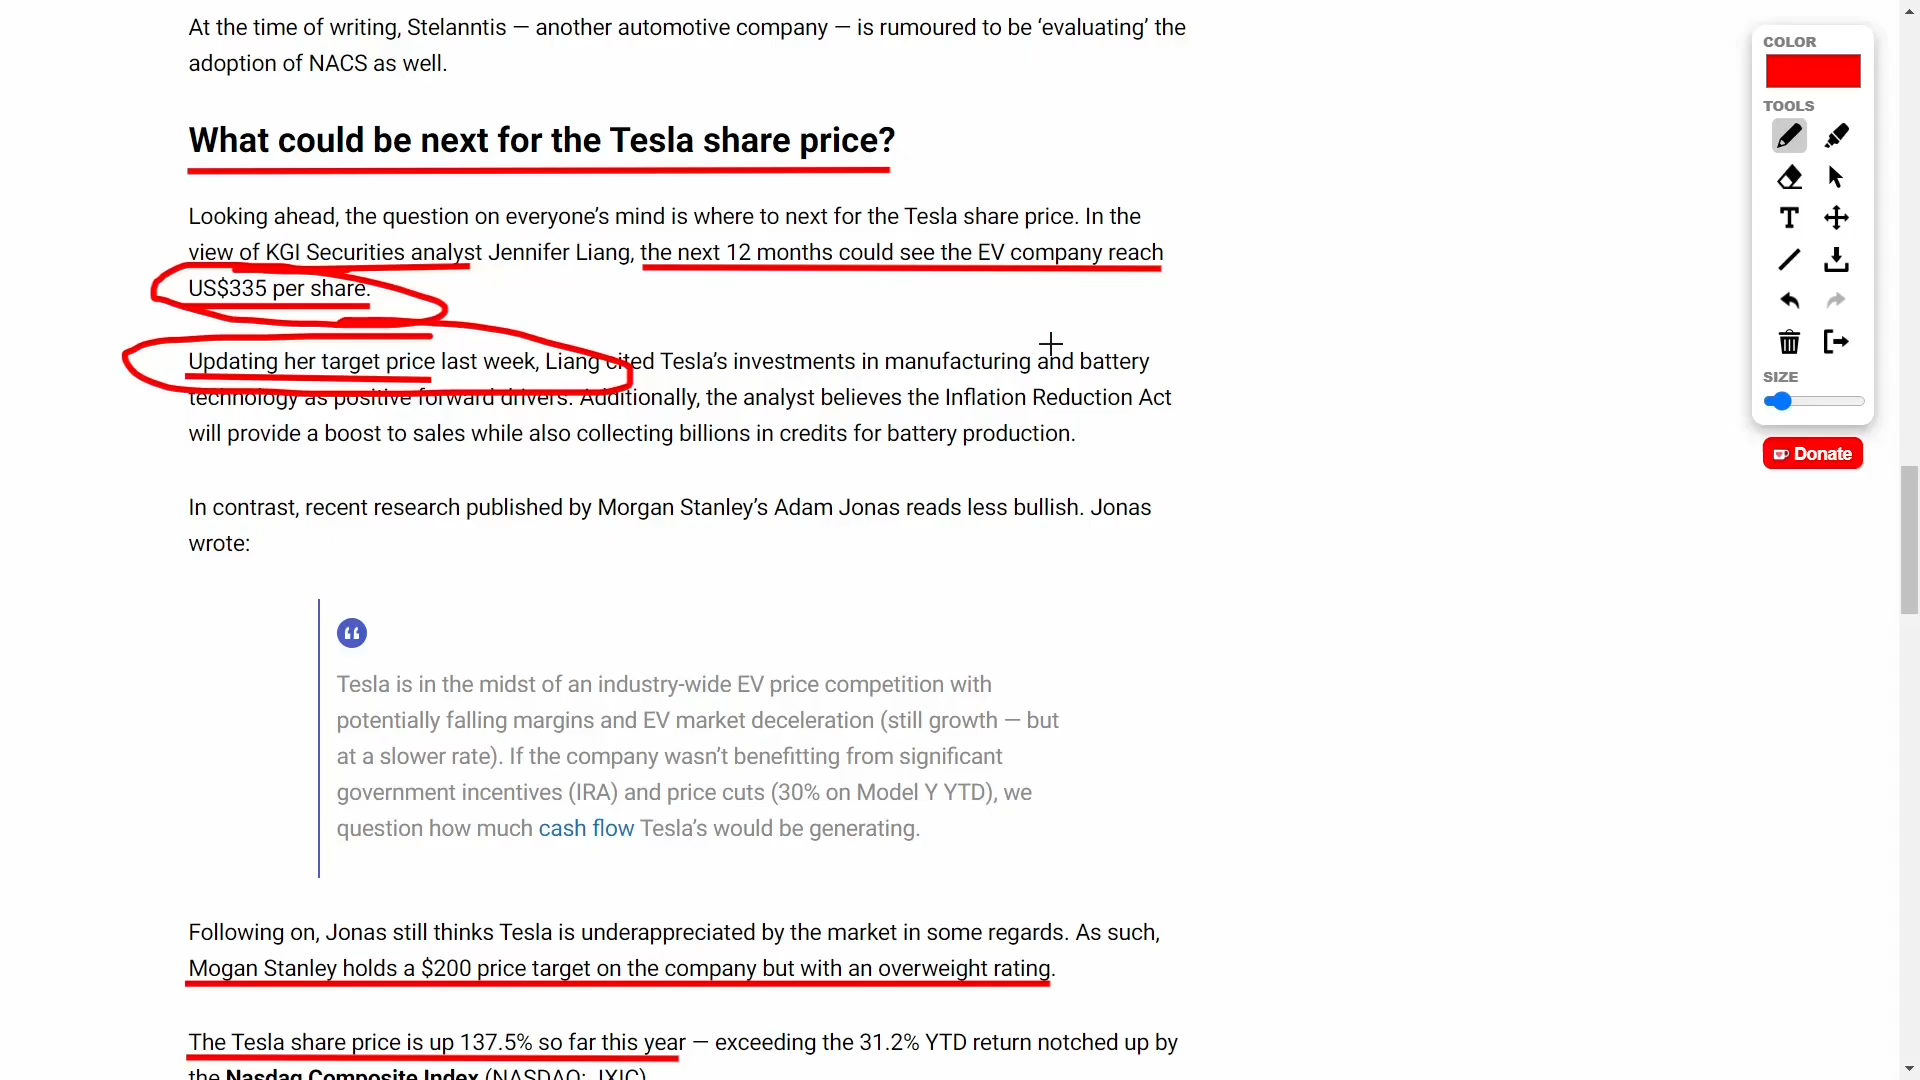 At the time of writing, Stelanntis — another automotive company — is rumoured to be ‘evaluating’ the
adoption of NACS as well.
What could be next for the Tesla share price?
Looking ahead, the question on everyone’s mind is where to next for the Tesla share price. In the
view of KGI Securities analyst Jennifer Liang, the next 12 months could see the EV company reach
US$335 per share.
Updating her target price last week, Liang cited Tesla’s investments in manufacturing and battery
technology as positive forward drivers. Additionally, the analyst believes the Inflation Reduction Act
will provide a boost to sales while also collecting billions in credits for battery production.
In contrast, recent research published by Morgan Stanley’s Adam Jonas reads less bullish. Jonas
wrote:
Tesla is in the midst of an industry-wide EV price competition with
potentially falling margins and EV market deceleration (still growth — but
at a slower rate). If the company wasn’t benefitting from significant
government incentives (IRA) and price cuts (30% on Model Y YTD), we
question how much cash flow Tesla’s would be generating.
Following on, Jonas still thinks Tesla is underappreciated by the market in some regards. As such,
Mogan Stanley holds a $200 price target on the company but with an overweight rating.
The Tesla share price is up 137.5% so far this year — exceeding the 31.2% YTD return notched up by
the Nasdaq Composite Index (NASDAQ: .IXIC)
COLOR
TOOLS
SIZE
Donate